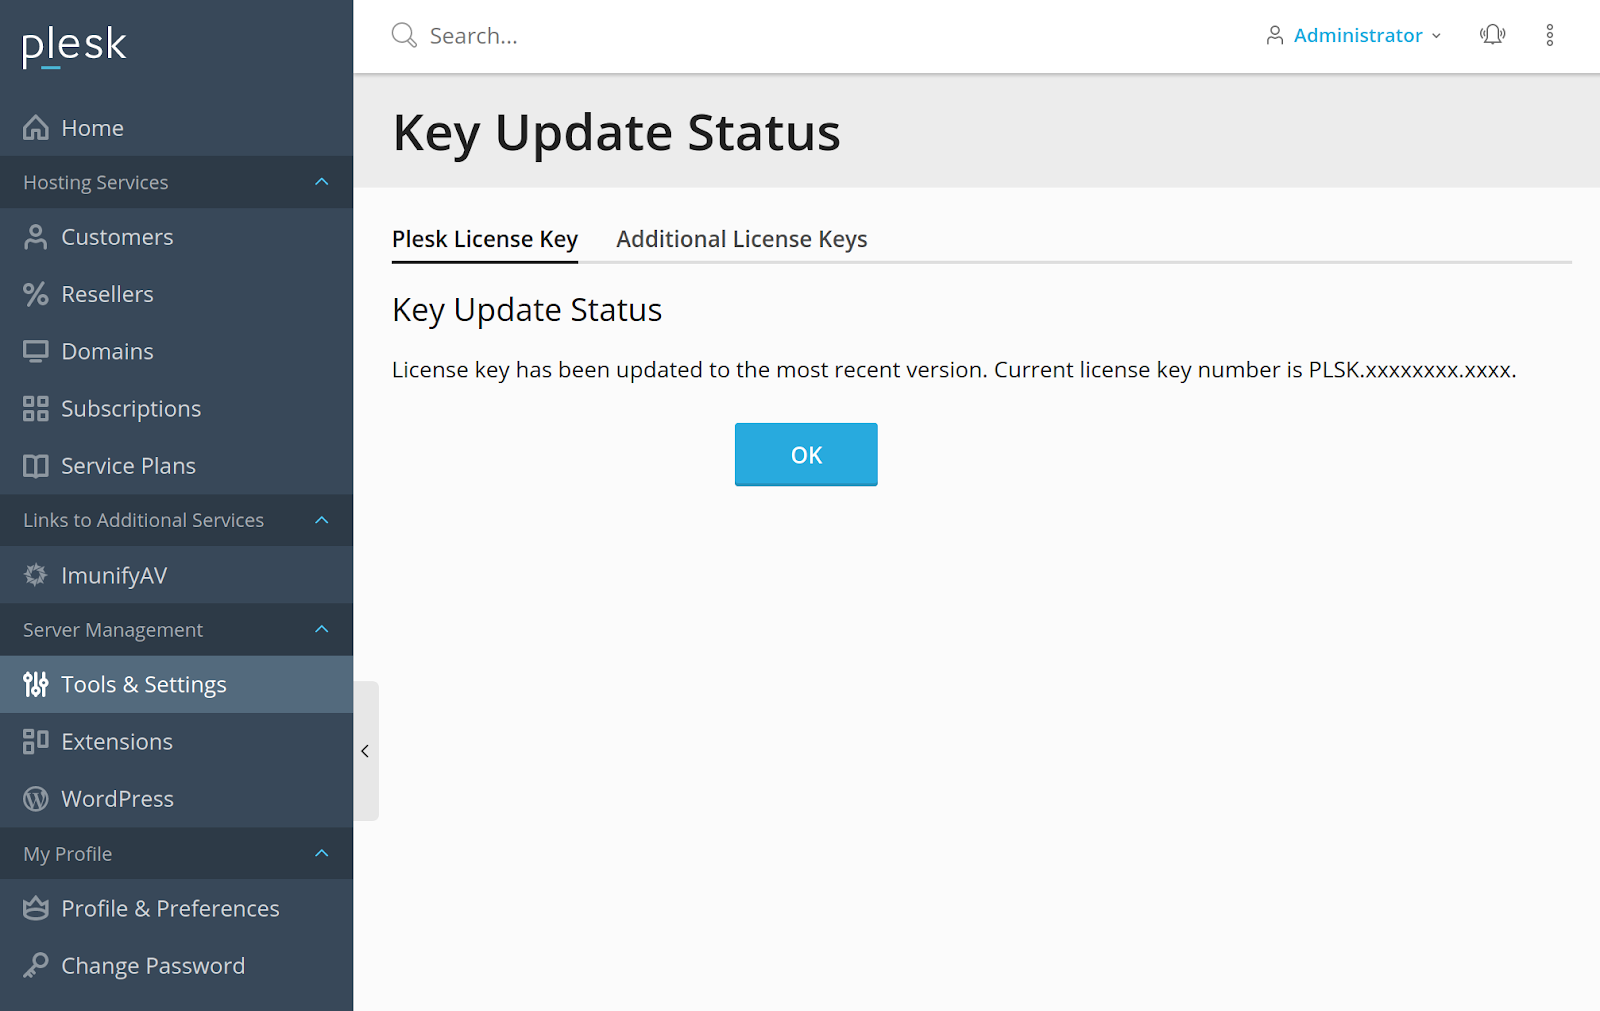 plesk
Home
Hosting Services
Customers
Resellers
Domains
Subscriptions
Service Plans
Links to Additional Services
ImunifyAV
Server Management
Tools & Settings
Extensions
WordPress
My Profile
Profile & Preferences
Change Password
Search...
Administrator
Key Update Status
Plesk License Key
Additional License Keys
Key Update Status
License key has been updated to the most recent version. Current license key number is PLSK.xxxxxxxx.xxxx.
OK